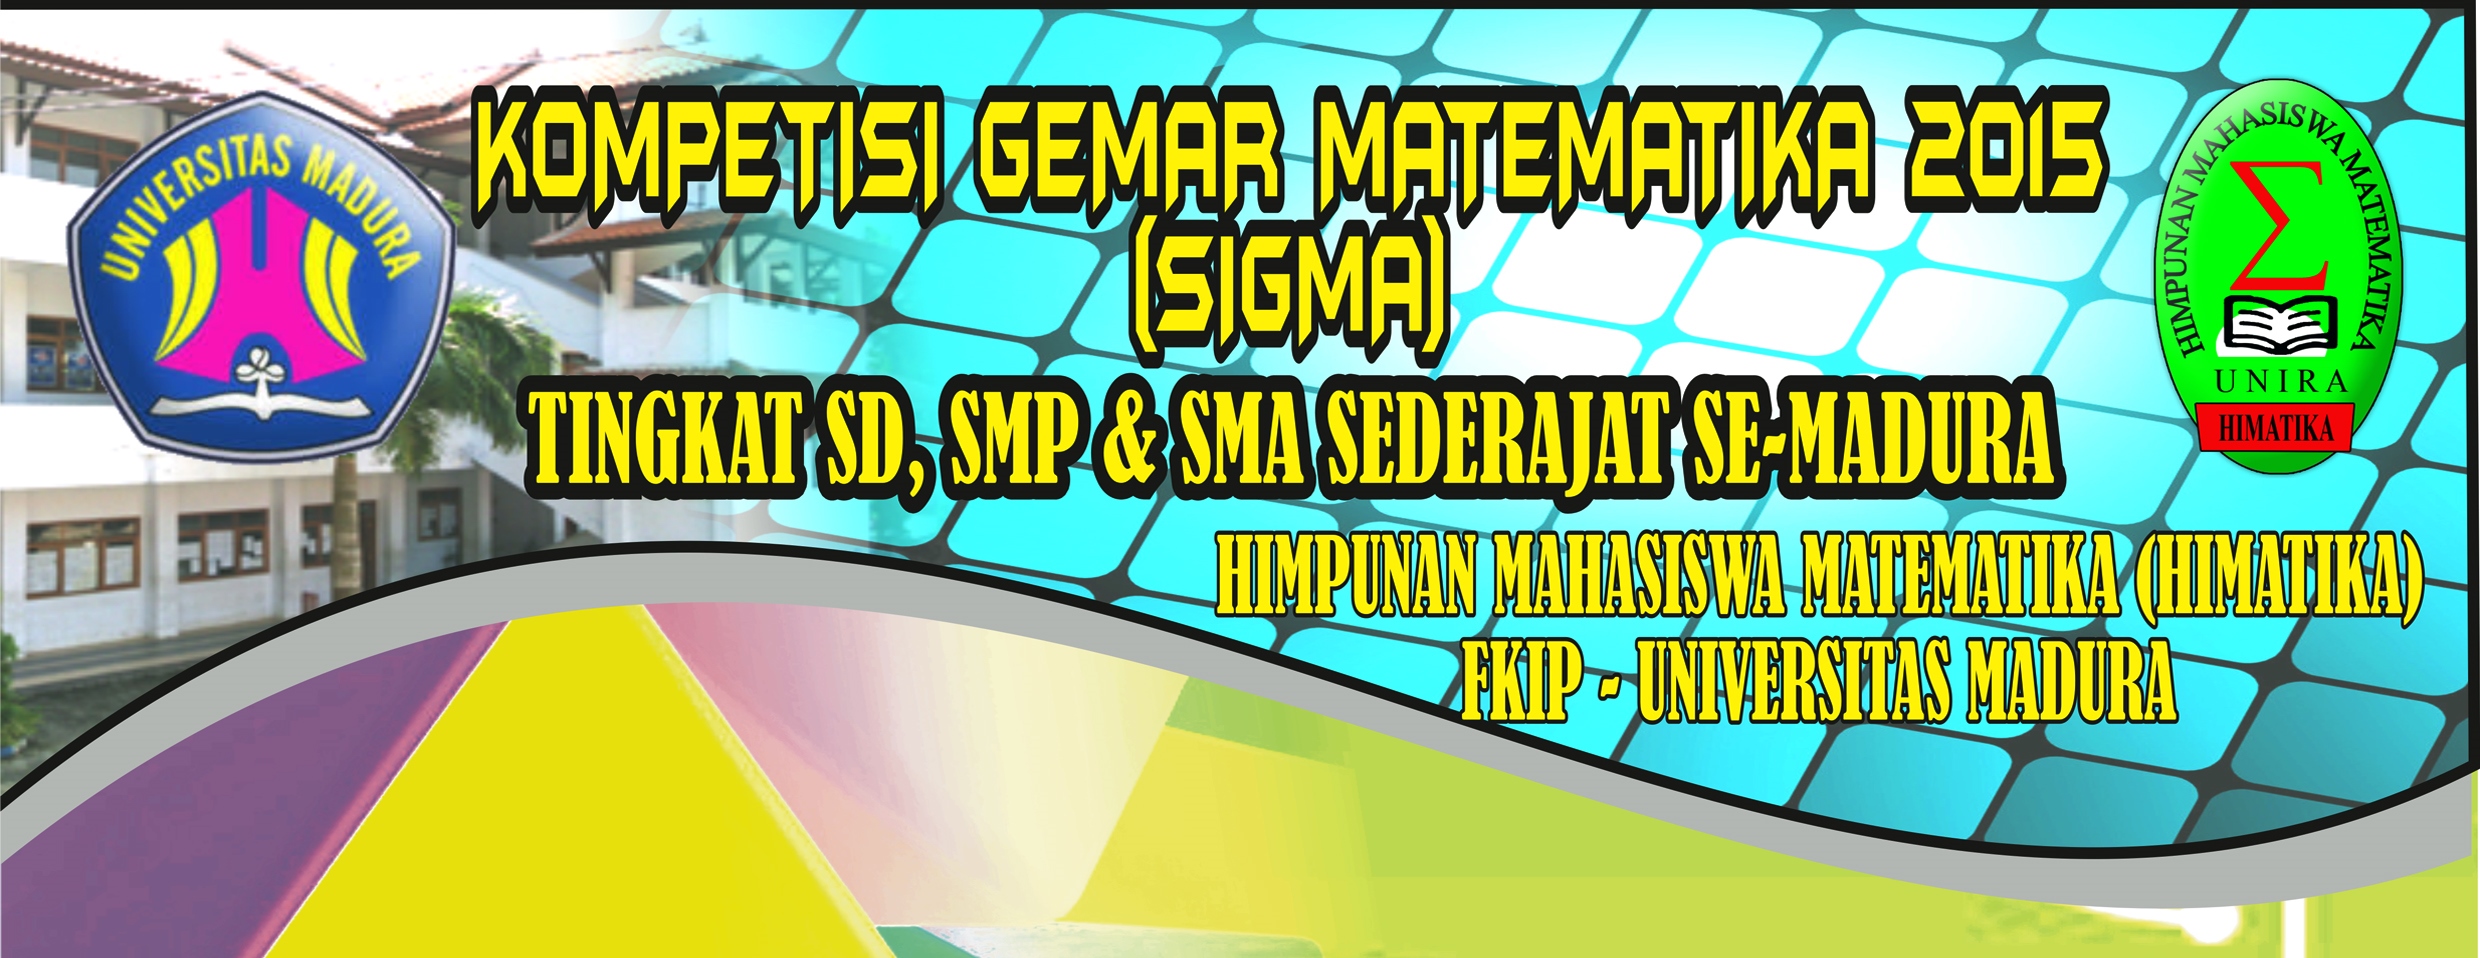 UNIVERSITAS MADURA
KOMPETISI GEMAR MATEMATIKA 2015
(SIGMA)
TINGKAT SD, SMP & SMA SEDERAJAT SE-MADURA
HIMPUNAN MAHASISWA MATEMATIKA
Σ
UNIRA
HIMATIKA
HIMPUNAN MAHASISWA MATEMATIKA (HIMATIKA)
FKIP - UNIVERSITAS MADURA